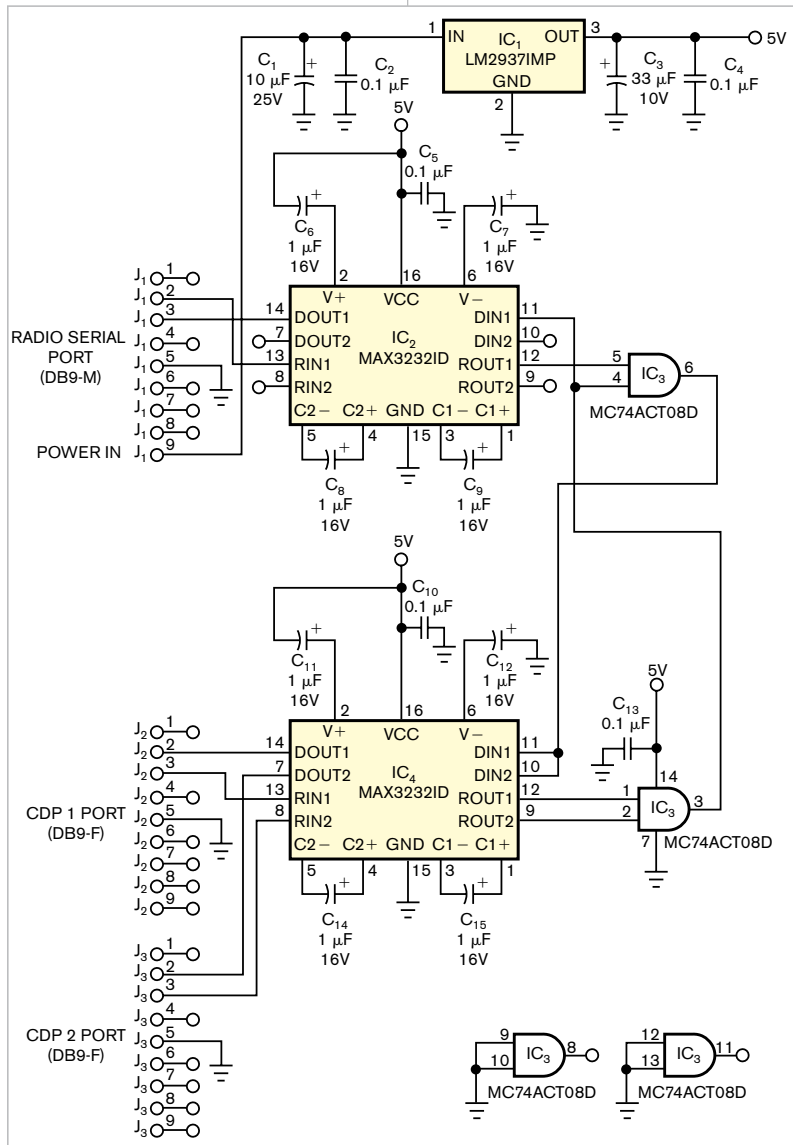 1 IN IC1 OUT 3 5V
LM2937IMP
GND
2
C1 + 10 µF 25V
C2 0.1 µF
+ C3 33 µF 10V
C4 0.1 µF
5V
C5
0.1 µF
+
C6
1 µF
16V
+
C7
1 µF
16V
2 16 6
V+ VCC V−
14 DOUT1 DIN1 11
7 DOUT2 IC2 DIN2 10
13 RIN1 MAX3232ID ROUT1 12
8 RIN2 ROUT2 9
C2− C2+ GND C1− C1+
5 4 15 3 1
+
C8
1 µF
16V
+
C9
1 µF
16V
RADIO SERIAL
PORT
(DB9-M)
POWER IN
J1 1
J1 2
J1 3
J1 4
J1 5
J1 6
J1 7
J1 8
J1 9
5
4 IC3 6
MC74ACT08D
5V
C10
0.1 µF
+
C11
1 µF
16V
+
C12
1 µF
16V
2 16 6
V+ VCC V−
14 DOUT1 DIN1 11
7 DOUT2 IC4 DIN2 10
13 RIN1 MAX3232ID ROUT1 12
8 RIN2 ROUT2 9
C2− C2+ GND C1− C1+
5 4 15 3 1
+
C14
1 µF
16V
+
C15
1 µF
16V
5V
C13
0.1 µF
14
1
2 IC3 3
7 MC74ACT08D
CDP 1 PORT
(DB9-F)
J2 1
J2 2
J2 3
J2 4
J2 5
J2 6
J2 7
J2 8
J2 9
CDP 2 PORT
(DB9-F)
J3 1
J3 2
J3 3
J3 4
J3 5
J3 6
J3 7
J3 8
J3 9
9
10 IC3 8
MC74ACT08D
12
13 IC3 11
MC74ACT08D